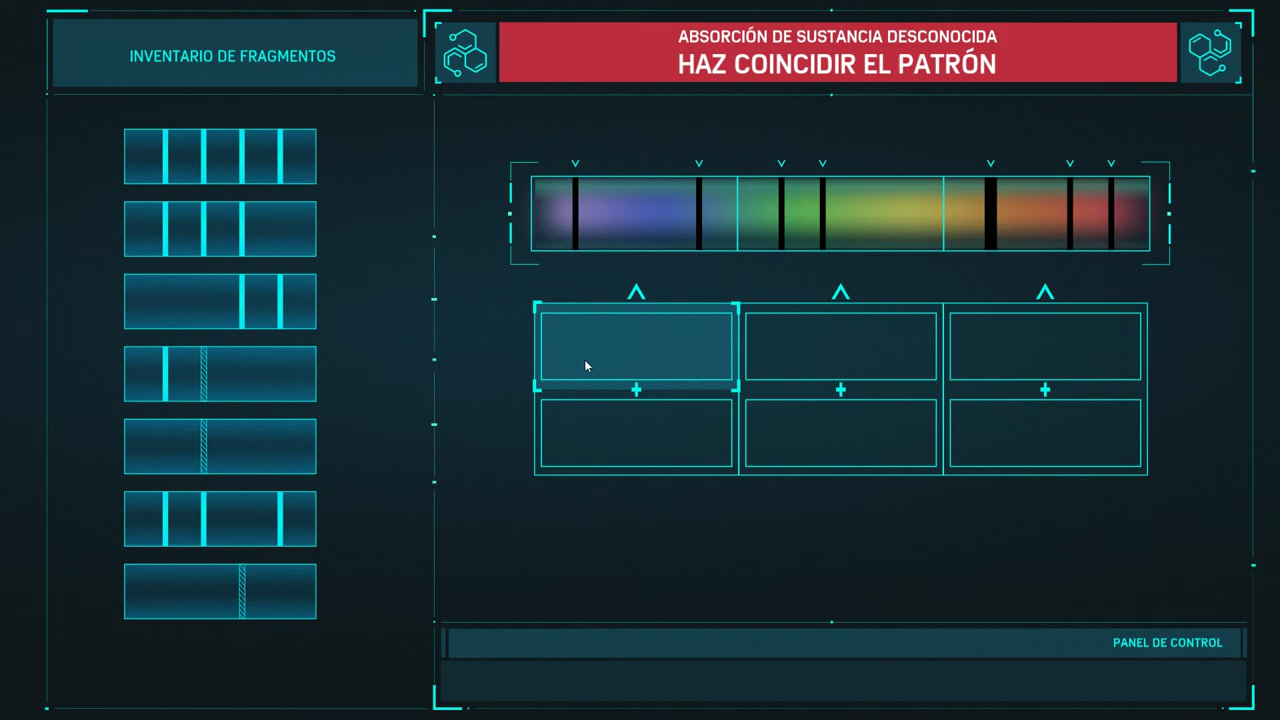 INVENTARIO DE FRAGMENTOS
ABSORCIÓN DE SUSTANCIA DESCONOCIDA
HAZ COINCIDIR EL PATRÓN
PANEL DE CONTROL